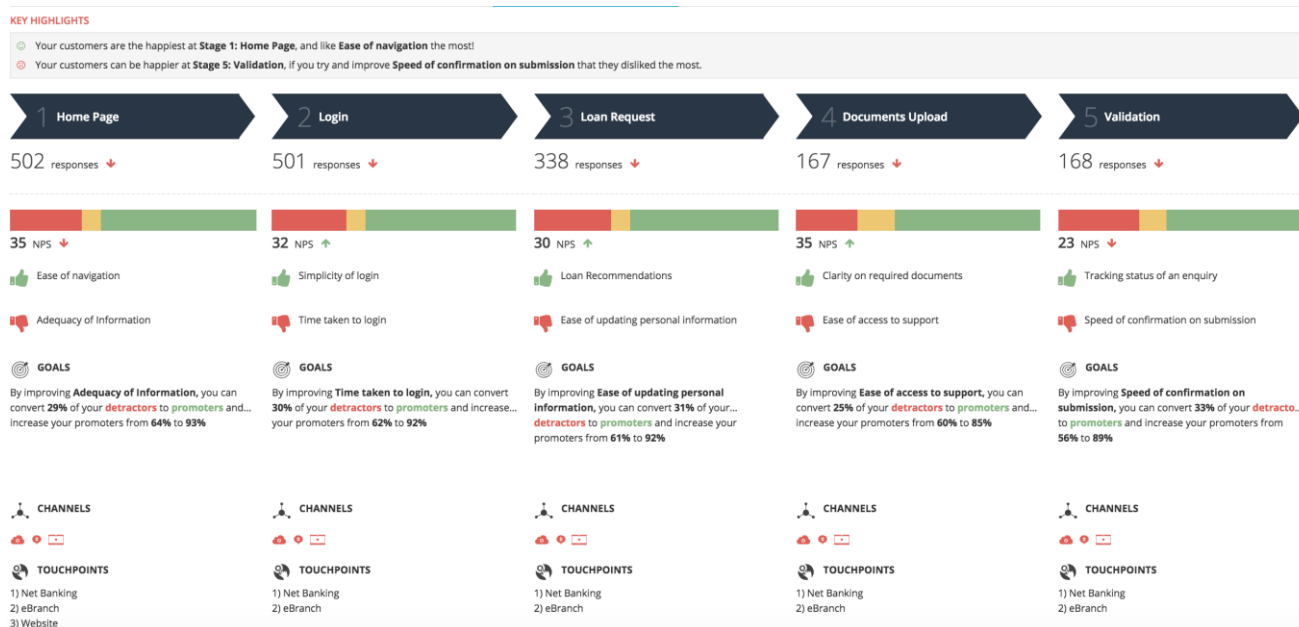 KEY HIGHLIGHTS
Your customers are the happiest at Stage 1: Home Page, and like Ease of navigation the most!
Your customers can be happier at Stage 5: Validation, if you try and improve Speed of confirmation on submission that they disliked the most.
1 Home Page
2 Login
3 Loan Request
4 Documents Upload
5 Validation
502 responses
501 responses
338 responses
167 responses
168 responses
35 NPS
32 NPS
30 NPS
35 NPS
23 NPS
Ease of navigation
Simplicity of login
Loan Recommendations
Clarity on required documents
Tracking status of an enquiry
Adequacy of Information
Time taken to login
Ease of updating personal information
Ease of access to support
Speed of confirmation on submission
GOALS
By improving Adequacy of Information, you can
convert 29% of your detractors to promoters and...
increase your promoters from 64% to 93%
GOALS
By improving Time taken to login, you can convert
30% of your detractors to promoters and increase...
your promoters from 62% to 92%
GOALS
By improving Ease of updating personal
information, you can convert 31% of your...
detractors to promoters and increase your
promoters from 61% to 92%
GOALS
By improving Ease of access to support, you can
convert 25% of your detractors to promoters and...
increase your promoters from 60% to 85%
GOALS
By improving Speed of confirmation on
submission, you can convert 33% of your detracto...
to promoters and increase your promoters from
56% to 89%
CHANNELS
CHANNELS
CHANNELS
CHANNELS
CHANNELS
TOUCHPOINTS
1) Net Banking
2) eBranch
3) Website
TOUCHPOINTS
1) Net Banking
2) eBranch
TOUCHPOINTS
1) Net Banking
2) eBranch
TOUCHPOINTS
1) Net Banking
2) eBranch
TOUCHPOINTS
1) Net Banking
2) eBranch